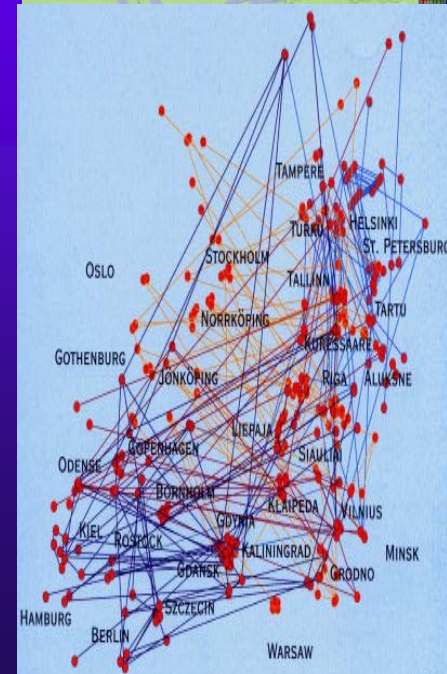 TAMPERE
TURKU
HELSINKI
ST. PETERSBURG
STOCKHOLM
OSLO
TALLINN
TARTU
NORRKÖPING
KURESSAARE
GOTHENBURG
JÖNKÖPING
RIGA
ALUKSNE
LIEPAJA
COPENHAGEN
SIAULIAI
ODENSE
BORNHOLM
KLAIPEDA
VILNIUS
GDYNIA
KIEL
ROSTOCK
KALININGRAD
MINSK
GDANSK
GRODNO
SZCZECIN
HAMBURG
BERLIN
WARSAW